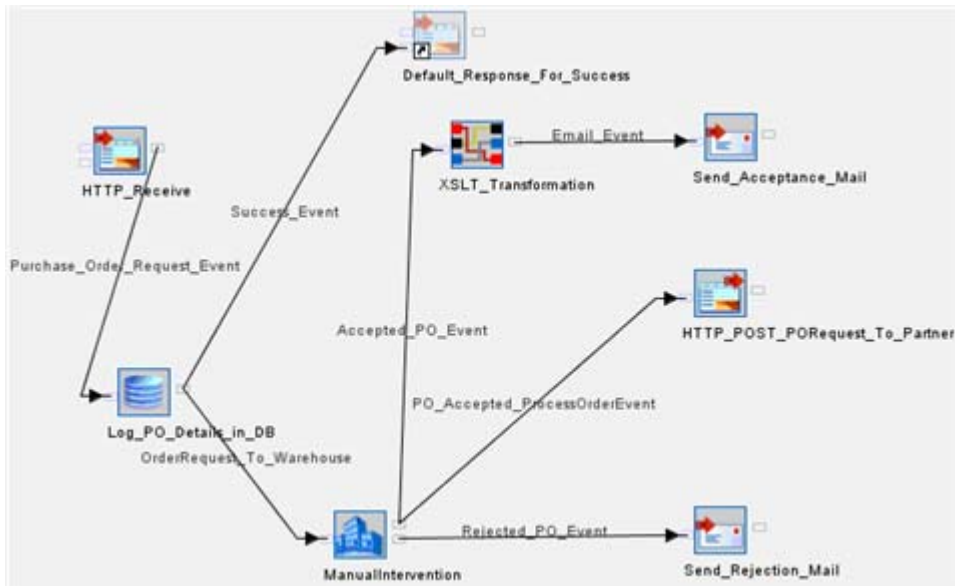 Default_Response_For_Success
Email_Event
XSLT_Transformation
Send_Acceptance_Mail
HTTP_Receive
Success_Event
Purchase_Order_Request_Event
Accepted_PO_Event
HTTP_POST_PORequest_To_Partner
PO_Accepted_ProcessOrderEvent
Log_PO_Details_in_DB
OrderRequest_To_Warehouse
Rejected_PO_Event
ManualIntervention
Send_Rejection_Mail